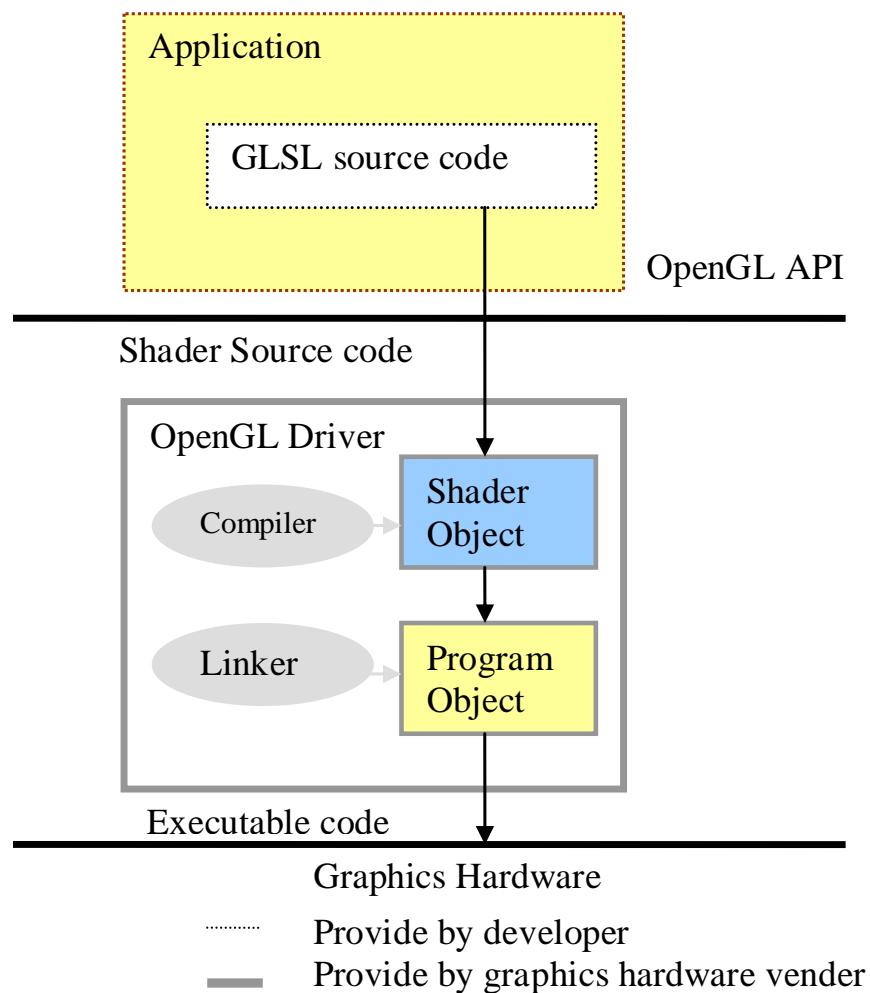 Application
GLSL source code
OpenGL API
Shader Source code
OpenGL Driver
Shader
Object
Compiler
Program
Object
Linker
Executable code
Graphics Hardware
Provide by developer
Provide by graphics hardware vender